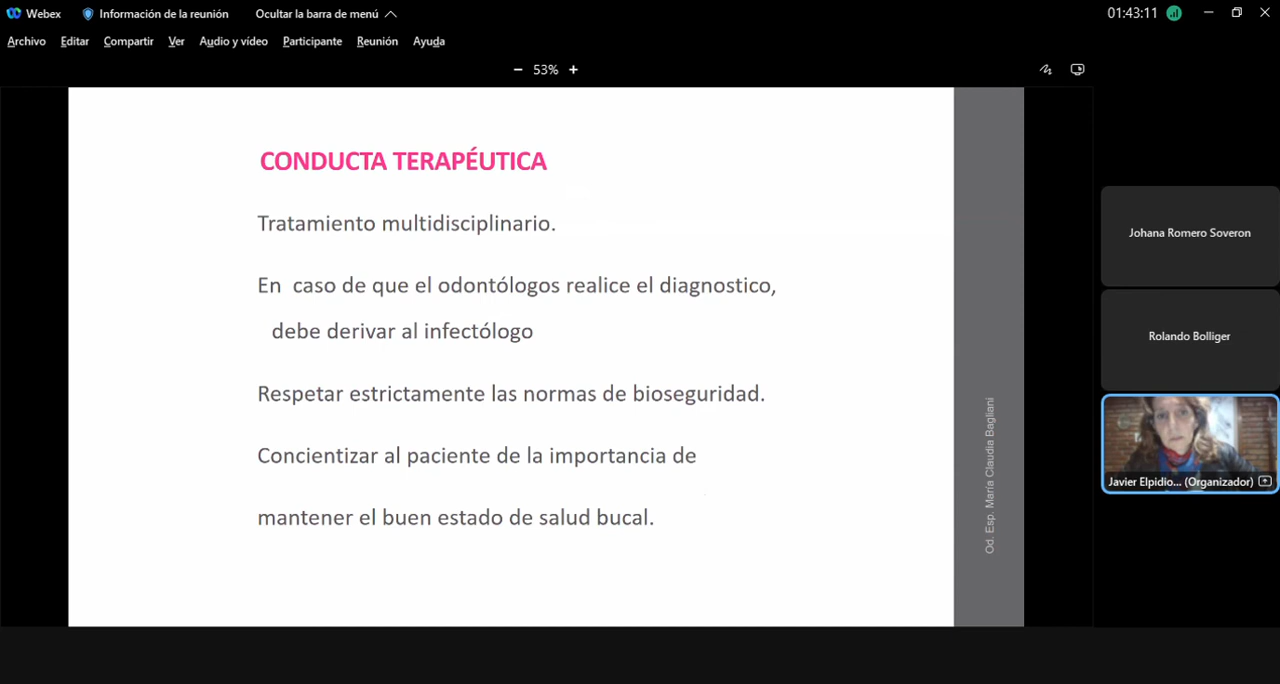 Webex
Información de la reunión
Ocultar la barra de menú
01:43:11
Archivo Editar Compartir Ver Audio y vídeo Participante Reunión Ayuda
− 53% +
CONDUCTA TERAPÉUTICA
Tratamiento multidisciplinario.
En caso de que el odontólogos realice el diagnostico,
debe derivar al infectólogo
Respetar estrictamente las normas de bioseguridad.
Concientizar al paciente de la importancia de
mantener el buen estado de salud bucal.
Od. Esp. María Claudia Bagliani
Johana Romero Soveron
Rolando Bolliger
Javier Elpidio... (Organizador)